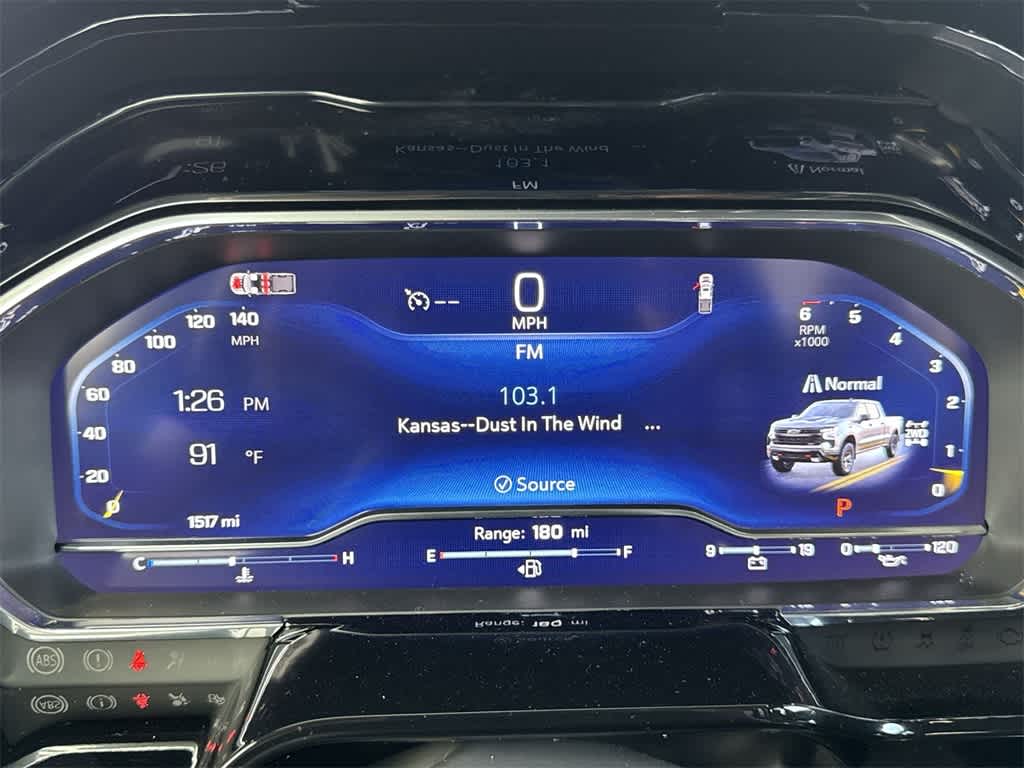 0
MPH
FM
103.1
Kansas--Dust In The Wind ...
Source
140
MPH
120
100
80
60
40
20
0
1:26 PM
91 °F
1517 mi
6
5
4
3
2
1
0
RPM
x1000
Normal
2WD
P
Range: 180 mi
C H
E F
9 19
0 120
ABS